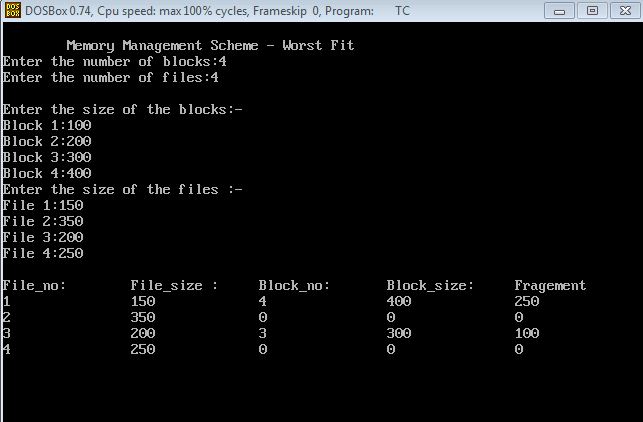 DOS BOX DOSBox 0.74, Cpu speed: max 100% cycles, Frameskip 0, Program: TC
Memory Management Scheme - Worst Fit
Enter the number of blocks:4
Enter the number of files:4
Enter the size of the blocks:-
Block 1:100
Block 2:200
Block 3:300
Block 4:400
Enter the size of the files :-
File 1:150
File 2:350
File 3:200
File 4:250
File_no: File_size : Block_no: Block_size: Fragement
1 150 4 400 250
2 350 0 0 0
3 200 3 300 100
4 250 0 0 0